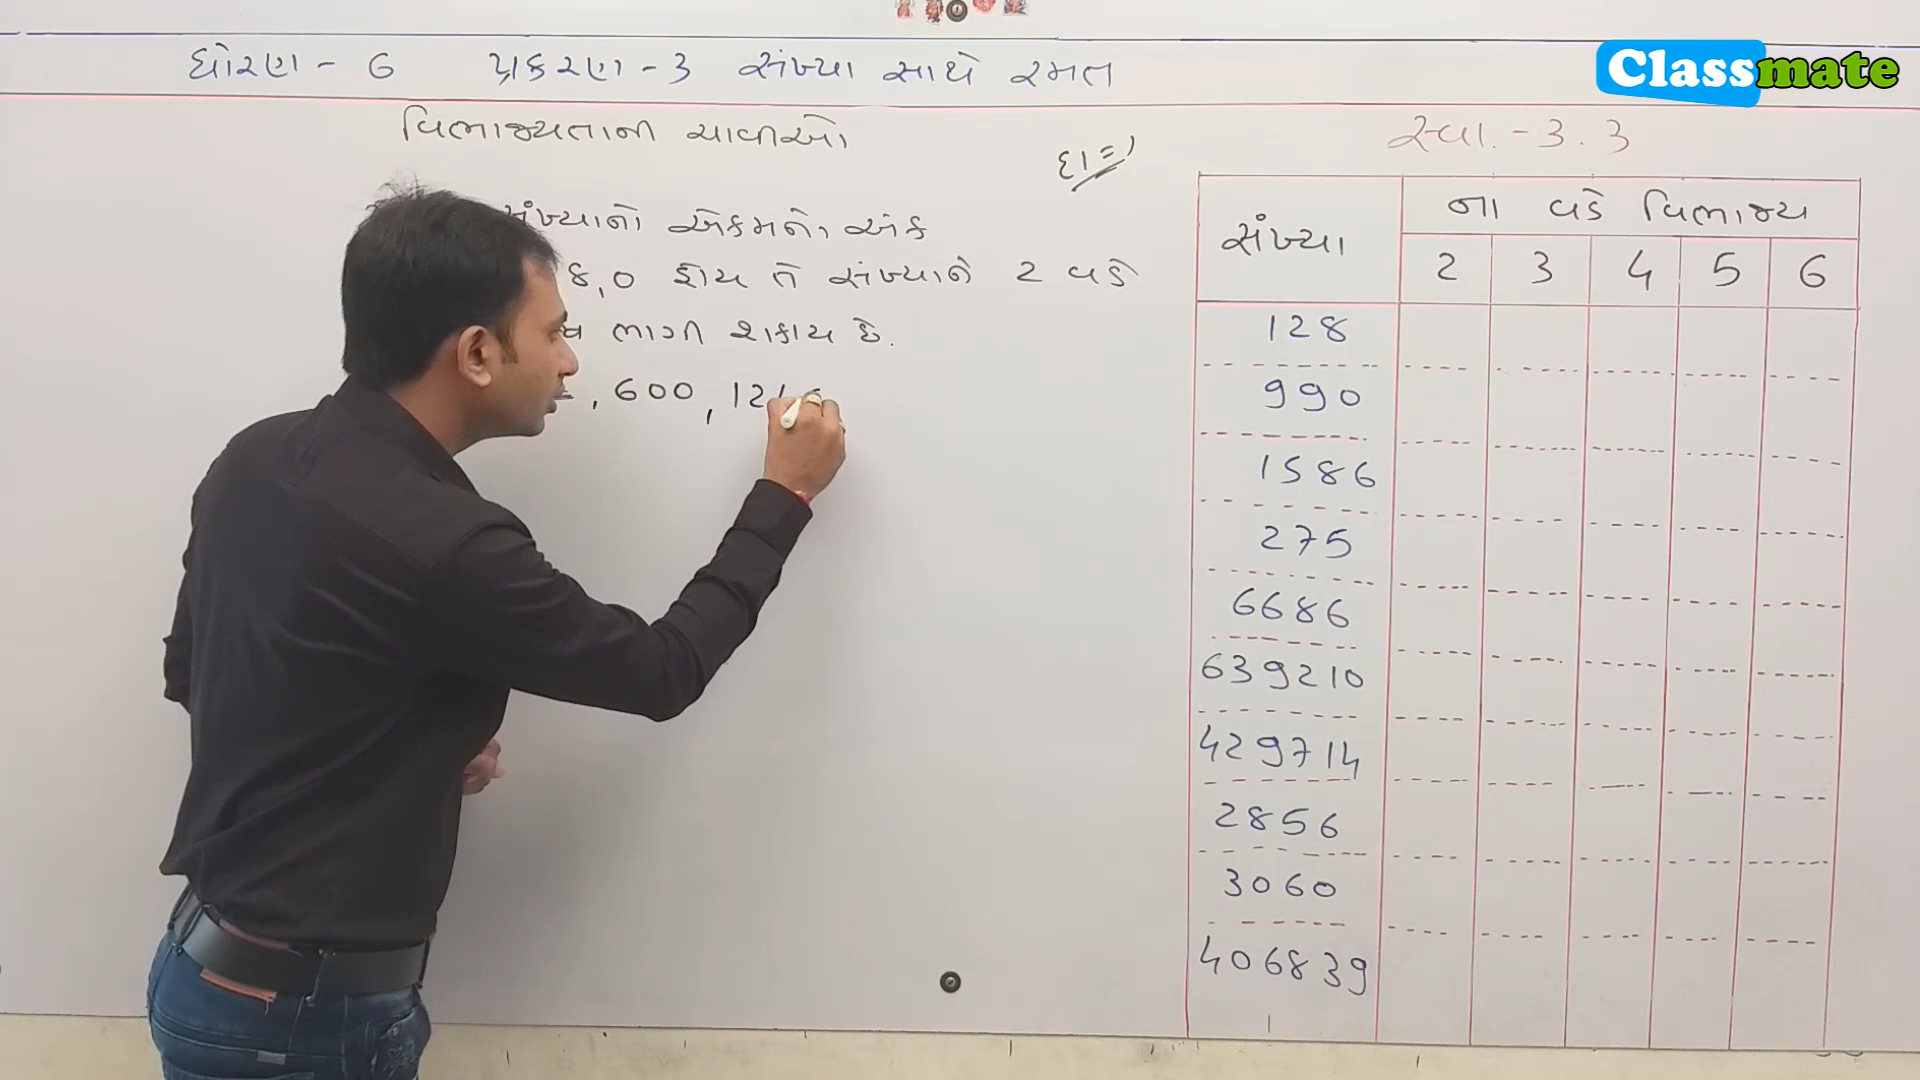 ધોરણ - 6 પ્રકરણ - 3 સંખ્યા સાથે રમત
Classmate
વિભાજ્યતાની ચાવીઓ
દા = ,
સંખ્યાનો એકમનો અંક
8,0 હોય તે સંખ્યાને 2 વડે
ભાગી શકાય છે.
, 600 , 12
સ્વા. - 3.3
સંખ્યા
ના વડે વિભાજ્ય
2 3 4 5 6
128
990
1586
275
6686
639210
429714
2856
3060
406839